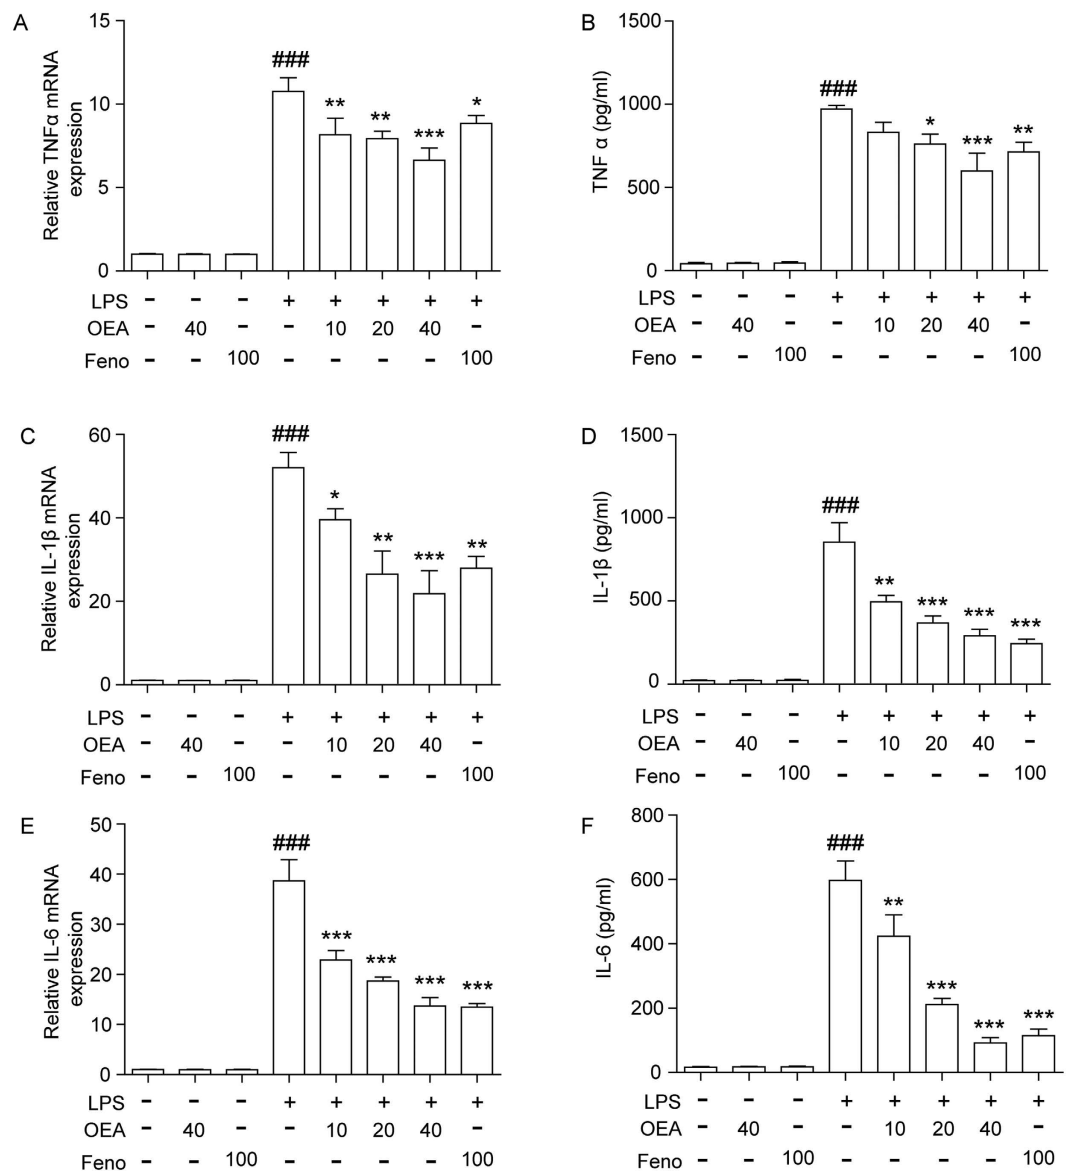 A
Relative TNFα mRNA
expression
15
10
5
0
###
**
**
***
*
LPS - - - + + + + +
OEA - 40 - - 10 20 40 -
Feno - - 100 - - - - 100
B
TNF α (pg/ml)
1500
1000
500
0
###
*
***
**
LPS - - - + + + + +
OEA - 40 - - 10 20 40 -
Feno - - 100 - - - - 100
C
Relative IL-1β mRNA
expression
60
40
20
0
###
*
**
***
**
LPS - - - + + + + +
OEA - 40 - - 10 20 40 -
Feno - - 100 - - - - 100
D
IL-1β (pg/ml)
1500
1000
500
0
###
**
***
***
***
LPS - - - + + + + +
OEA - 40 - - 10 20 40 -
Feno - - 100 - - - - 100
E
Relative IL-6 mRNA
expression
50
40
30
20
10
0
###
***
***
***
***
LPS - - - + + + + +
OEA - 40 - - 10 20 40 -
Feno - - 100 - - - - 100
F
IL-6 (pg/ml)
800
600
400
200
0
###
**
***
***
***
LPS - - - + + + + +
OEA - 40 - - 10 20 40 -
Feno - - 100 - - - - 100